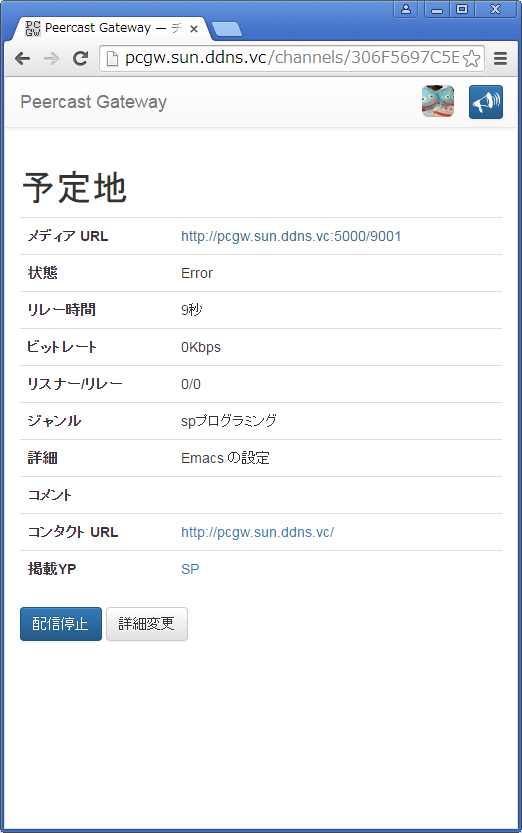 PC
GW
Peercast Gateway — チ
pcgw.sun.ddns.vc/channels/306F5697C5E
Peercast Gateway
予定地
メディア URL http://pcgw.sun.ddns.vc:5000/9001
状態 Error
リレー時間 9秒
ビットレート 0Kbps
リスナー/リレー 0/0
ジャンル spプログラミング
詳細 Emacs の設定
コメント
コンタクト URL http://pcgw.sun.ddns.vc/
掲載YP SP
配信停止 詳細変更